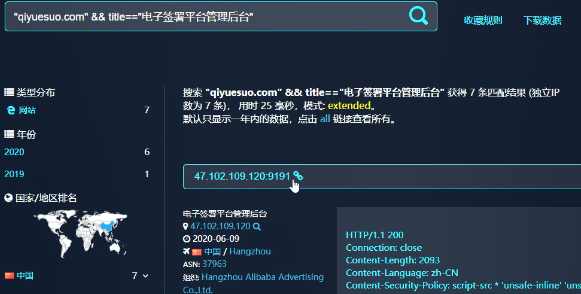 "qiyuesuo.com" && title=="电子签署平台管理后台"
收藏规则
下载数据
类型分布
网站 7
年份
2020 6
2019 1
国家/地区排名
中国 7
搜索 "qiyuesuo.com" && title=="电子签署平台管理后台" 获得 7 条匹配结果 (独立IP
数为 7 条)， 用时 25 毫秒，模式: extended。
默认只显示一年内的数据，点击 all 链接查看所有。
47.102.109.120:9191
电子签署平台管理后台
47.102.109.120
2020-06-09
中国 / Hangzhou
ASN: 37963
组织: Hangzhou Alibaba Advertising
Co.,Ltd.
HTTP/1.1 200
Connection: close
Content-Length: 2093
Content-Language: zh-CN
Content-Security-Policy: script-src * 'unsafe-inline' 'uns